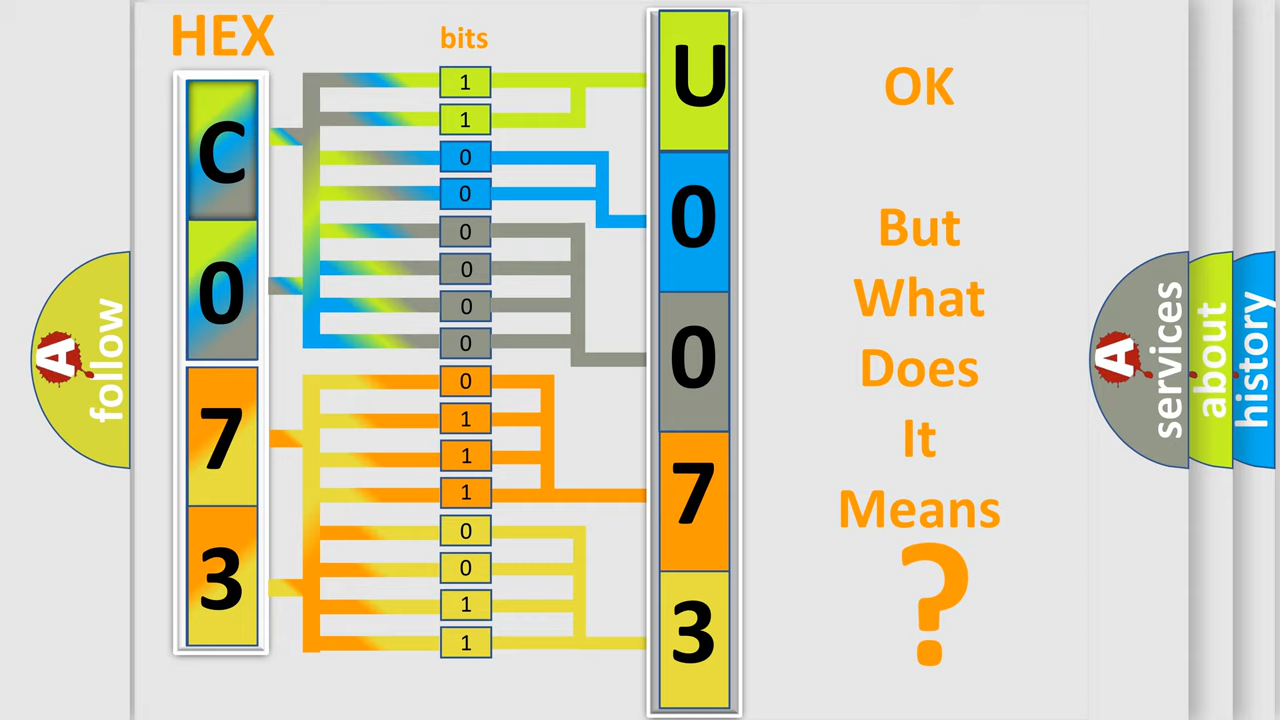 HEX
bits
C
0
7
3
1
1
0
0
0
0
0
0
0
1
1
1
0
0
1
1
U
0
0
7
3
OK
But
What
Does
It
Means
?
A
follow
A
services
about
history